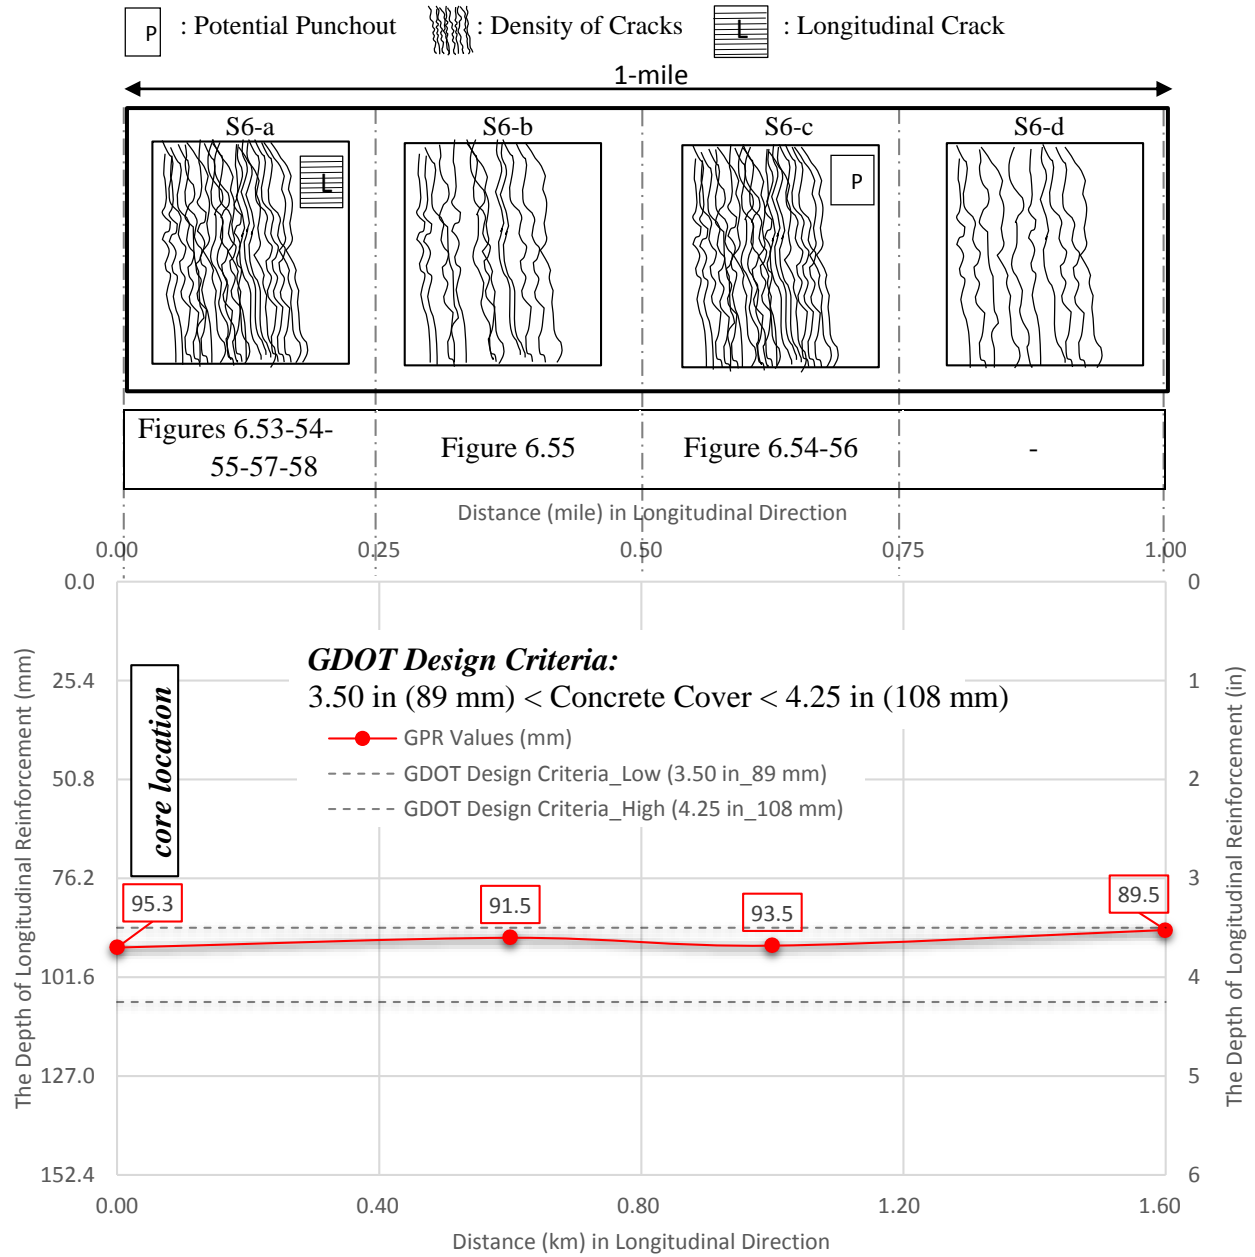 P : Potential Punchout : Density of Cracks L : Longitudinal Crack
1-mile
S6-a S6-b S6-c S6-d
L P
Figures 6.53-54-
55-57-58
Figure 6.55
Figure 6.54-56
-
Distance (mile) in Longitudinal Direction
0.00 0.25 0.50 0.75 1.00
The Depth of Longitudinal Reinforcement (mm)
0.0
25.4
50.8
76.2
101.6
127.0
152.4
core location
GDOT Design Criteria:
3.50 in (89 mm) < Concrete Cover < 4.25 in (108 mm)
GPR Values (mm)
GDOT Design Criteria_Low (3.50 in_89 mm)
GDOT Design Criteria_High (4.25 in_108 mm)
95.3 91.5 93.5 89.5
0
1
2
3
4
5
6
The Depth of Longitudinal Reinforcement (in)
0.00 0.40 0.80 1.20 1.60
Distance (km) in Longitudinal Direction